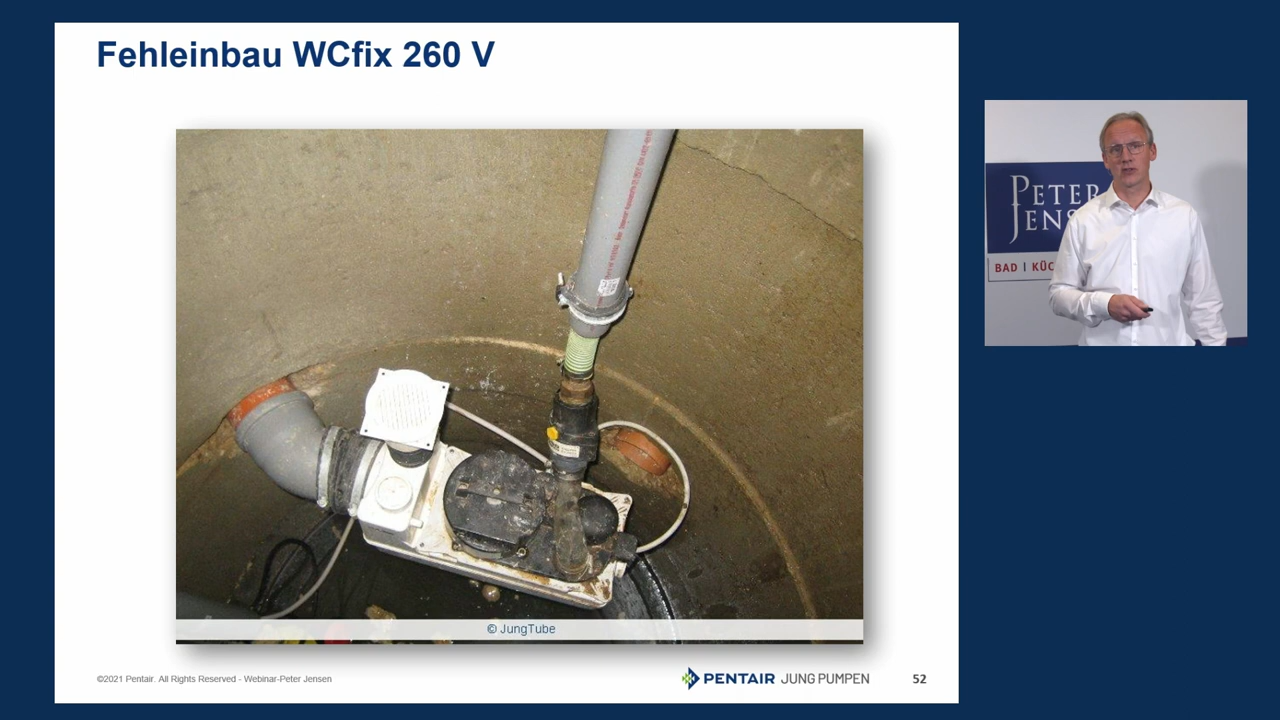 Fehleinbau WCfix 260 V
© JungTube
©2021 Pentair. All Rights Reserved - Webinar-Peter Jensen
PENTAIR JUNG PUMPEN
52
PETER
JENS
BAD | KÜC